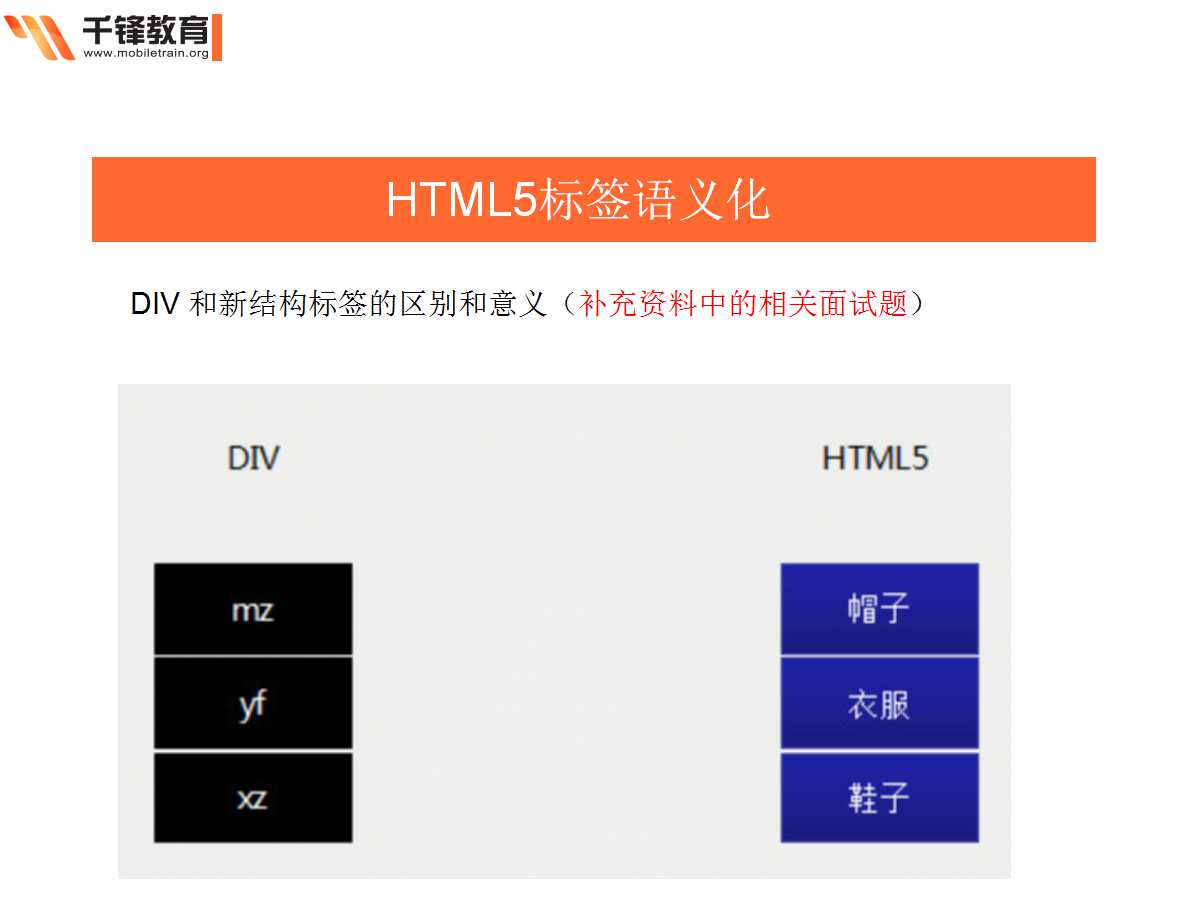 千锋教育
www.mobiletrain.org
HTML5标签语义化
DIV 和新结构标签的区别和意义（补充资料中的相关面试题）
DIV
HTML5
mz
帽子
yf
衣服
xz
鞋子